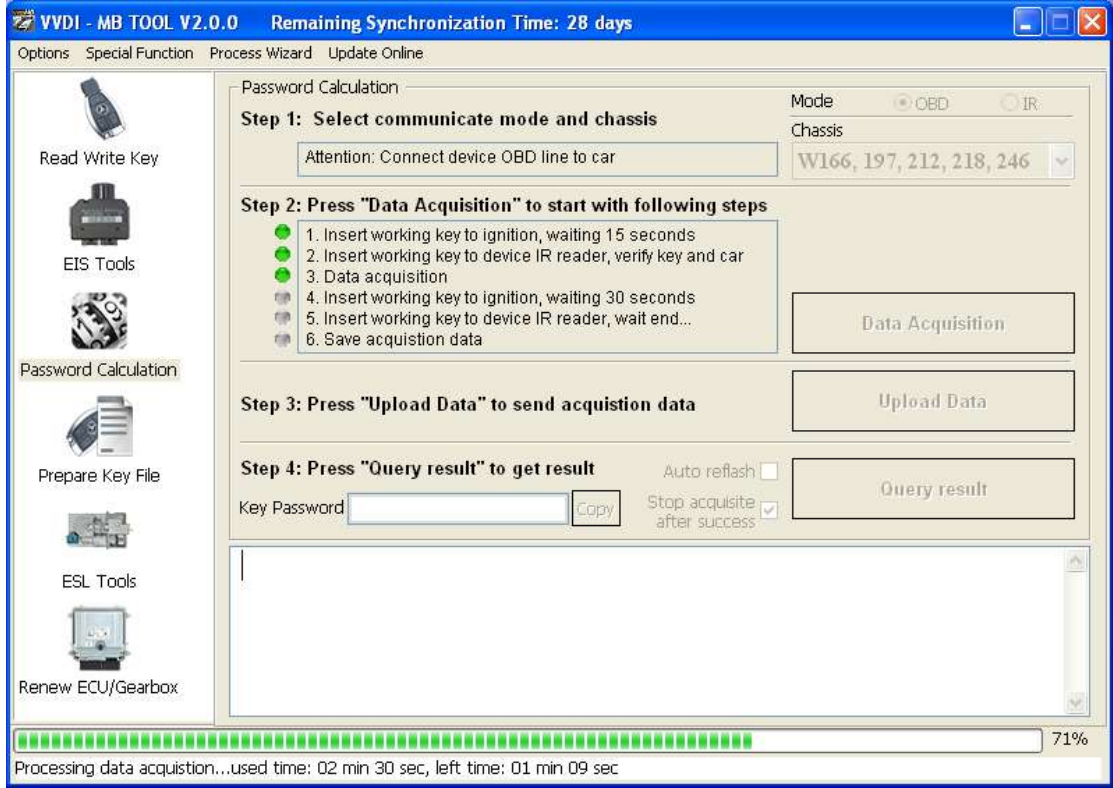 VVDI - MB TOOL V2.0.0 Remaining Synchronization Time: 28 days
Options Special Function Process Wizard Update Online
Read Write Key
EIS Tools
Password Calculation
Prepare Key File
ESL Tools
Renew ECU/Gearbox
Password Calculation
Step 1: Select communicate mode and chassis
Attention: Connect device OBD line to car
Mode OBD IR
Chassis
W166, 197, 212, 218, 246
Step 2: Press "Data Acquisition" to start with following steps
1. Insert working key to ignition, waiting 15 seconds
2. Insert working key to device IR reader, verify key and car
3. Data acquisition
4. Insert working key to ignition, waiting 30 seconds
5. Insert working key to device IR reader, wait end...
6. Save acquistion data
Data Acquisition
Step 3: Press "Upload Data" to send acquistion data
Upload Data
Step 4: Press "Query result" to get result
Auto reflash
Key Password
Copy
Stop acquisite
after success
Query result
71%
Processing data acquistion...used time: 02 min 30 sec, left time: 01 min 09 sec